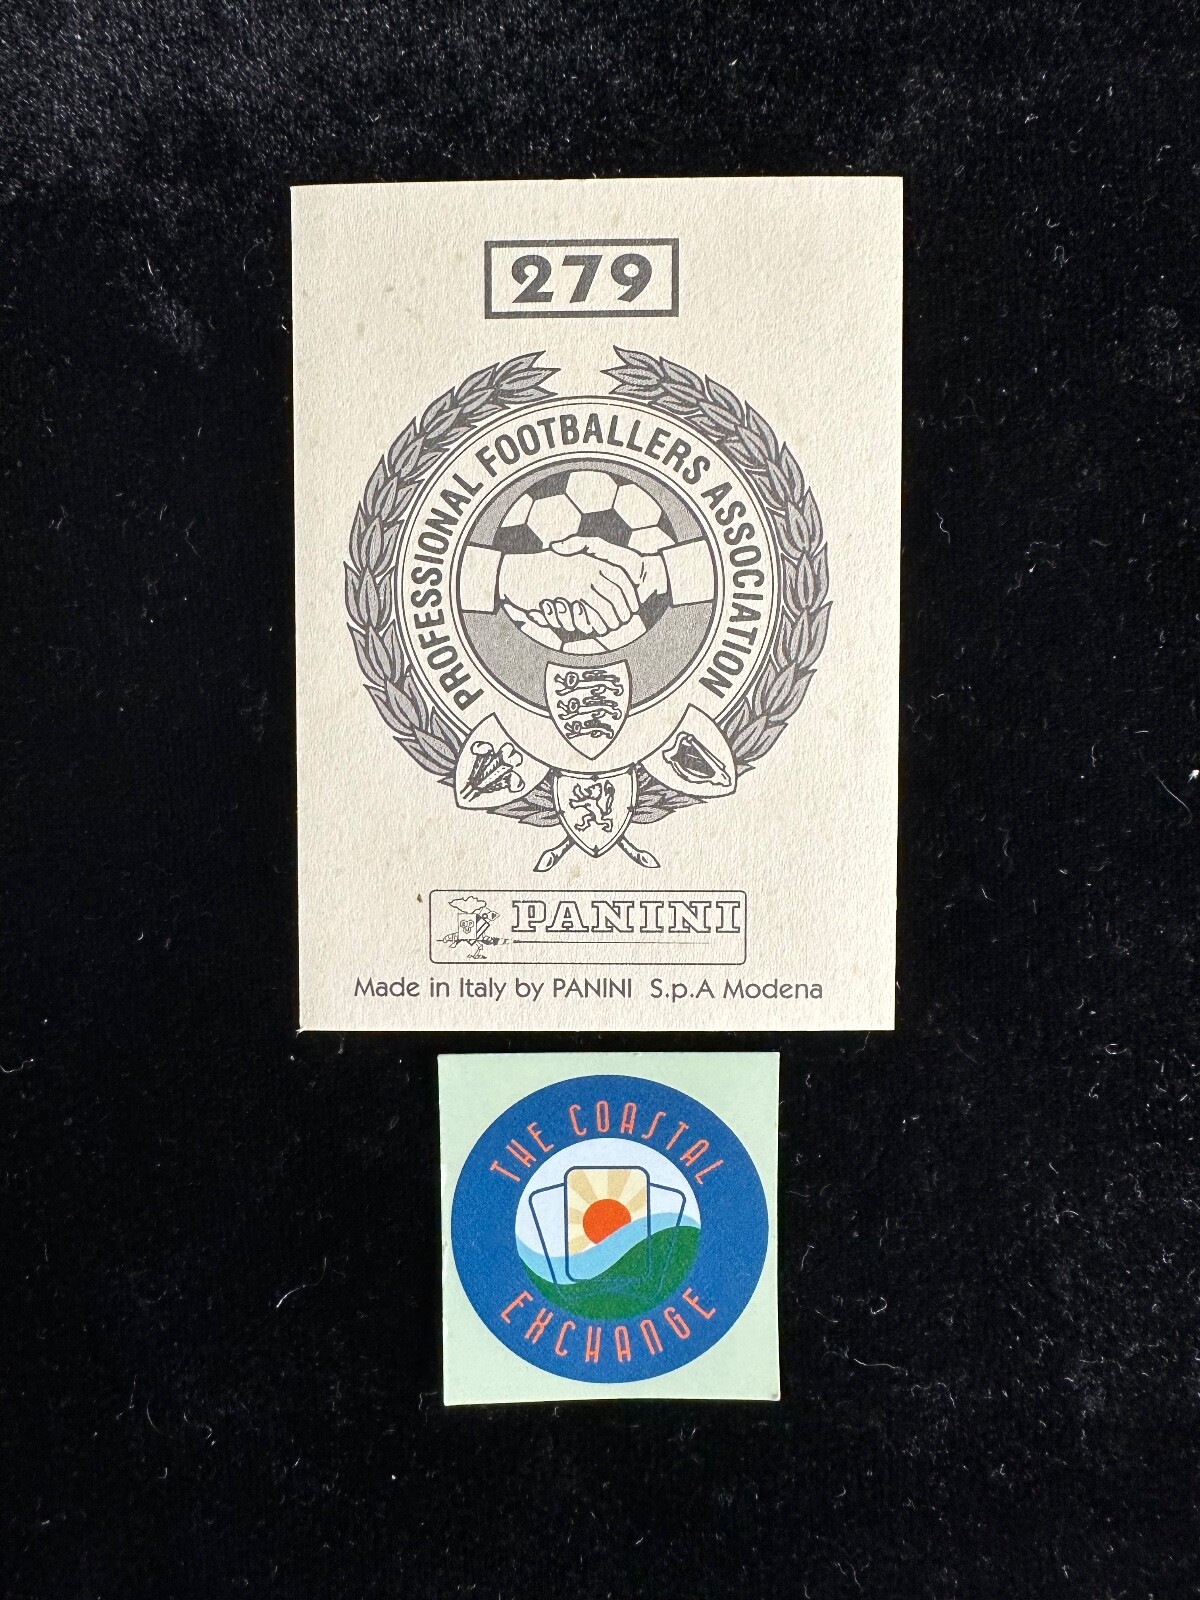 279
PROFESSIONAL FOOTBALLERS ASSOCIATION
PANINI
Made in Italy by PANINI S.p.A Modena
THE COASTAL
EXCHANGE